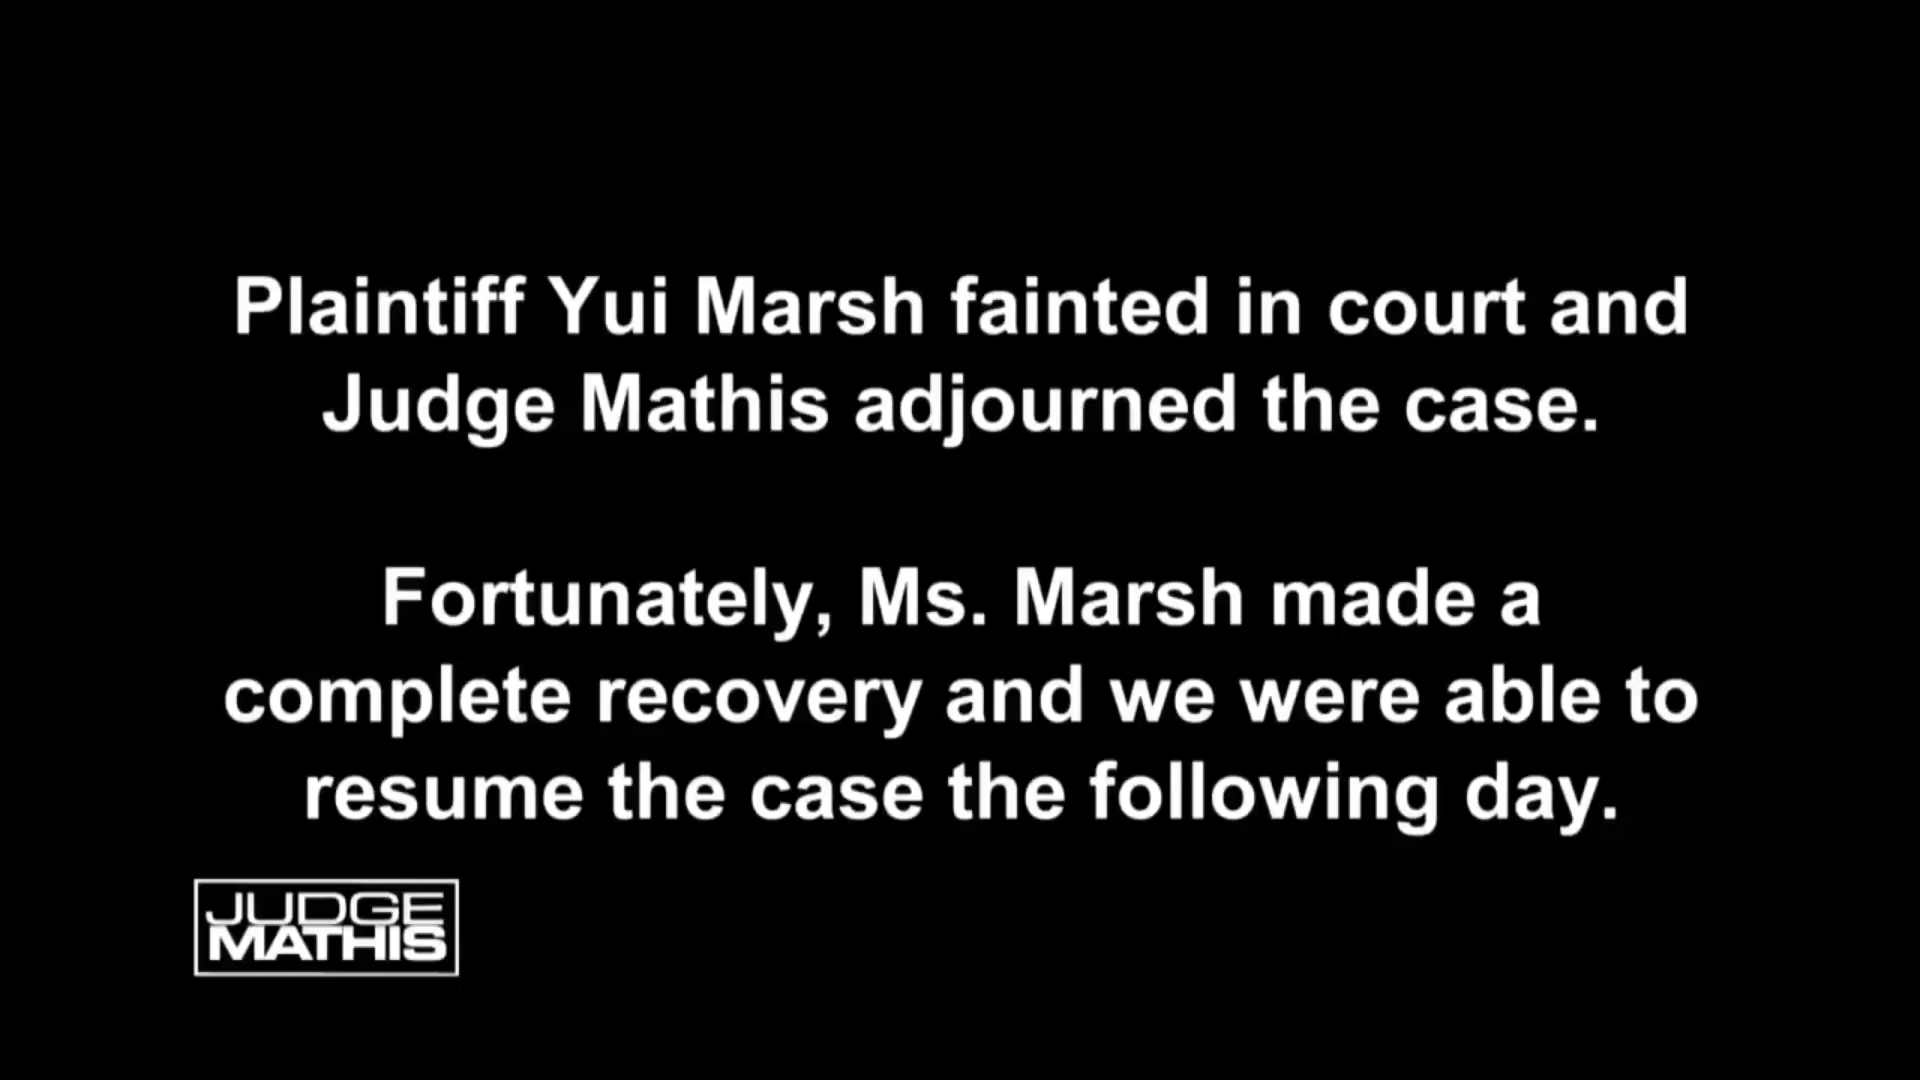 Plaintiff Yui Marsh fainted in court and
Judge Mathis adjourned the case.
Fortunately, Ms. Marsh made a
complete recovery and we were able to
resume the case the following day.
JUDGE
MATHIS